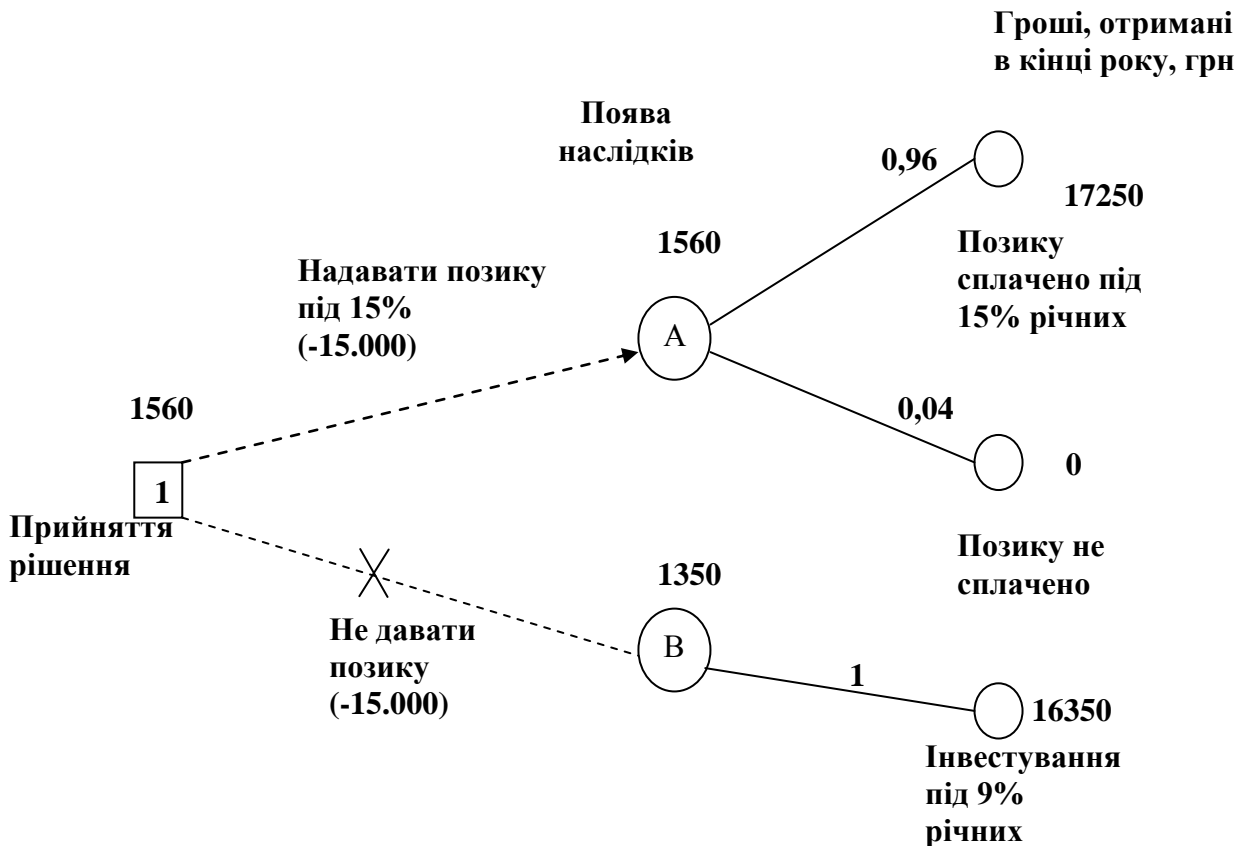 Гроші, отримані
в кінці року, грн
Поява
наслідків
0,96
17250
1560
Позику
сплачено під
15% річних
Надавати позику
під 15%
(-15.000)
А
1560
0,04
0
1
Прийняття
рішення
Позику не
сплачено
1350
Не давати
позику
(-15.000)
В
1
16350
Інвестування
під 9%
річних